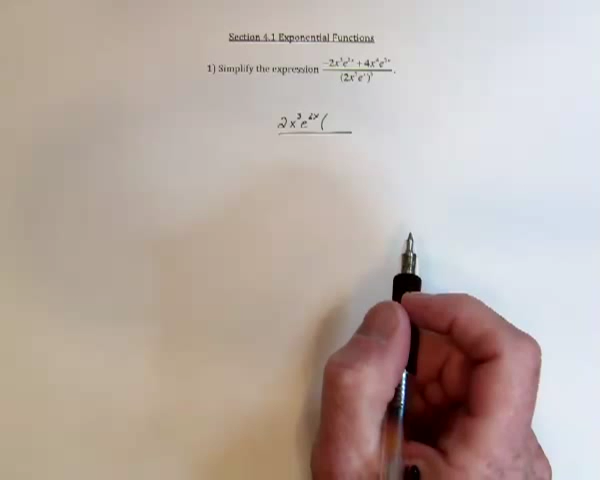 Section 4.1 Exponential Functions
1) Simplify the expression
2x³e²ˣ(